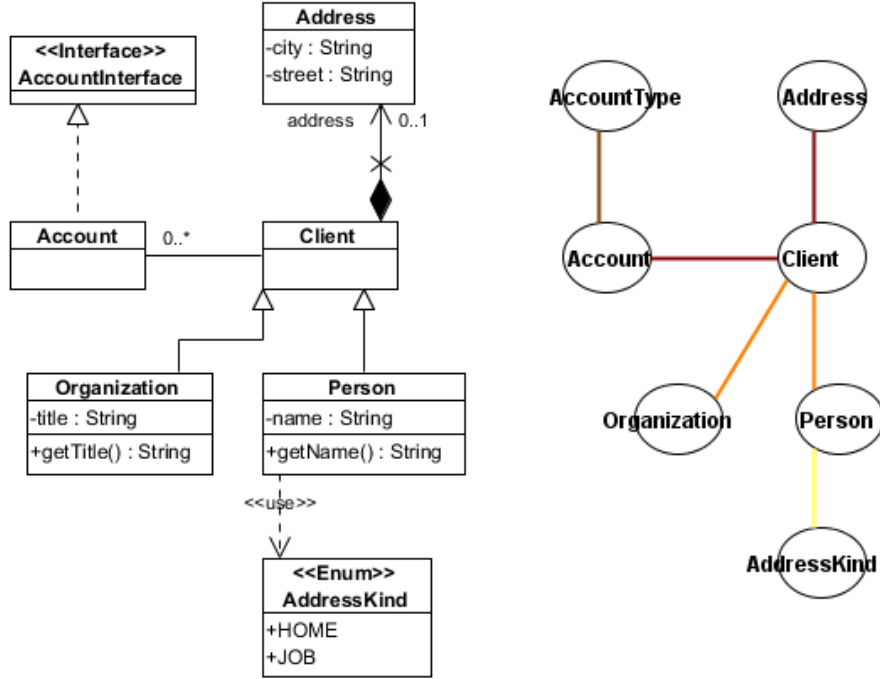 Address
-city : String
-street : String
<<Interface>>
AccountInterface
address
0..1
Account
0..*
Client
Organization
-title : String
+getTitle() : String
Person
-name : String
+getName() : String
<<use>>
<<Enum>>
AddressKind
+HOME
+JOB
AccountType
Address
Account
Client
Organization
Person
AddressKind